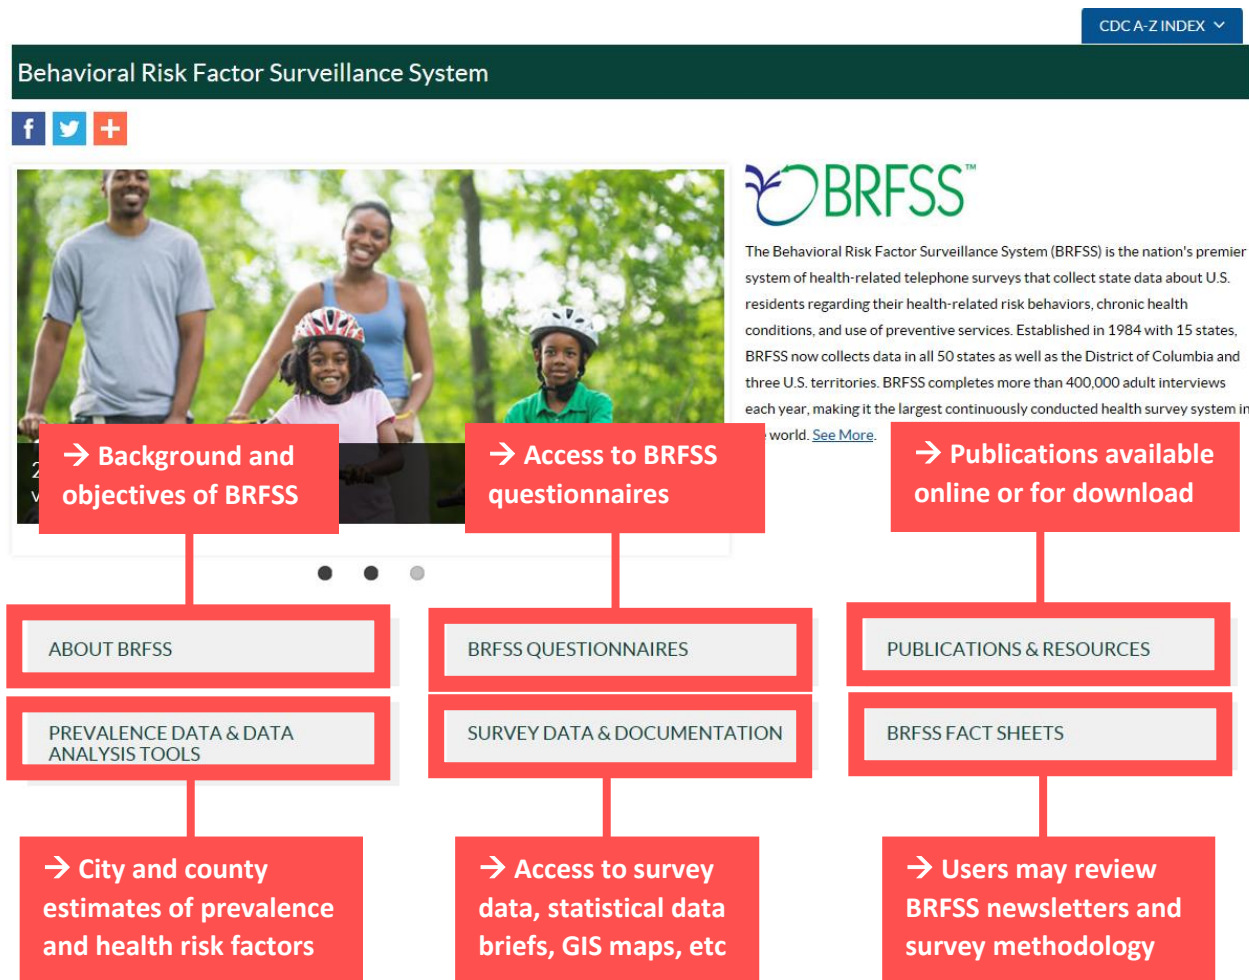 CDC A-Z INDEX
Behavioral Risk Factor Surveillance System
f
BRFSS™
The Behavioral Risk Factor Surveillance System (BRFSS) is the nation's premier
system of health-related telephone surveys that collect state data about U.S.
residents regarding their health-related risk behaviors, chronic health
conditions, and use of preventive services. Established in 1984 with 15 states,
BRFSS now collects data in all 50 states as well as the District of Columbia and
three U.S. territories. BRFSS completes more than 400,000 adult interviews
each year, making it the largest continuously conducted health survey system in
world. See More.
→ Background and
objectives of BRFSS
→ Access to BRFSS
questionnaires
→ Publications available
online or for download
ABOUT BRFSS
BRFSS QUESTIONNAIRES
PUBLICATIONS & RESOURCES
PREVALENCE DATA & DATA
ANALYSIS TOOLS
SURVEY DATA & DOCUMENTATION
BRFSS FACT SHEETS
→ City and county
estimates of prevalence
and health risk factors
→ Access to survey
data, statistical data
briefs, GIS maps, etc
→ Users may review
BRFSS newsletters and
survey methodology